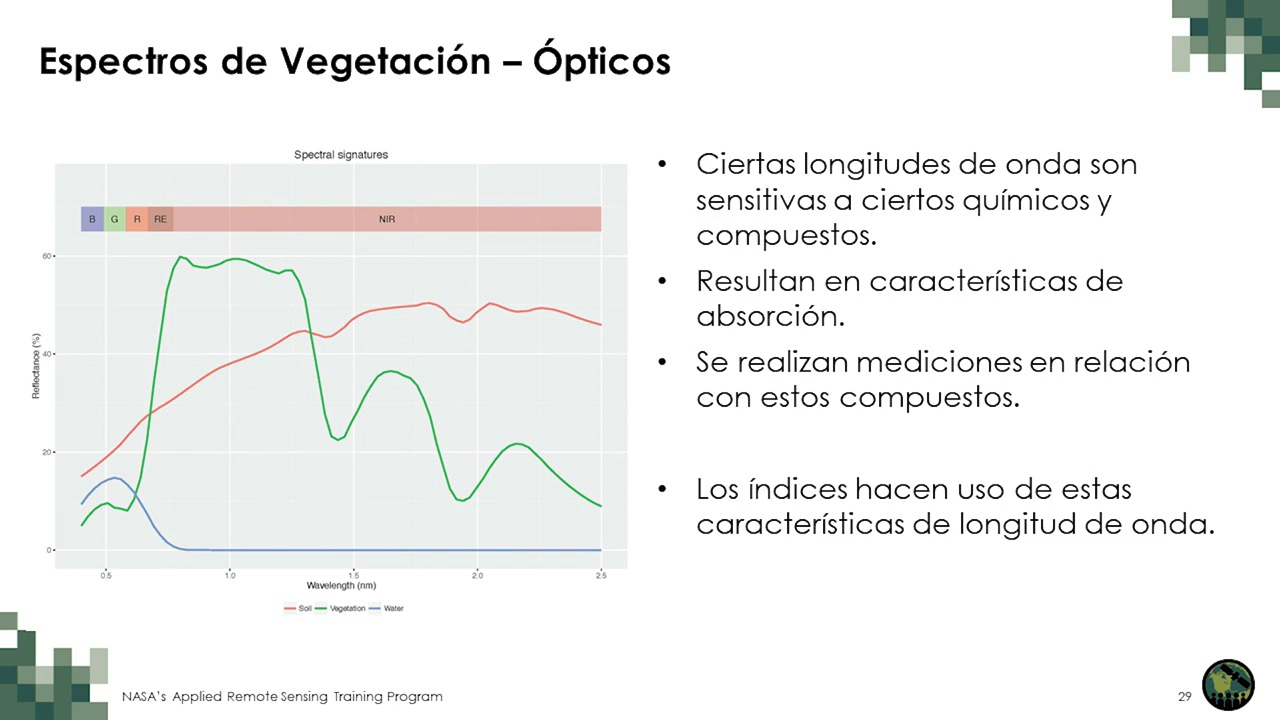 Espectros de Vegetación – Ópticos
Spectral signatures
B G R RE NIR
60
40
20
0
Reflectance (%)
0.5 1.0 1.5 2.0 2.5
Wavelength (nm)
Soil Vegetation Water
• Ciertas longitudes de onda son
sensitivas a ciertos químicos y
compuestos.
• Resultan en características de
absorción.
• Se realizan mediciones en relación
con estos compuestos.
• Los índices hacen uso de estas
características de longitud de onda.
NASA's Applied Remote Sensing Training Program
29